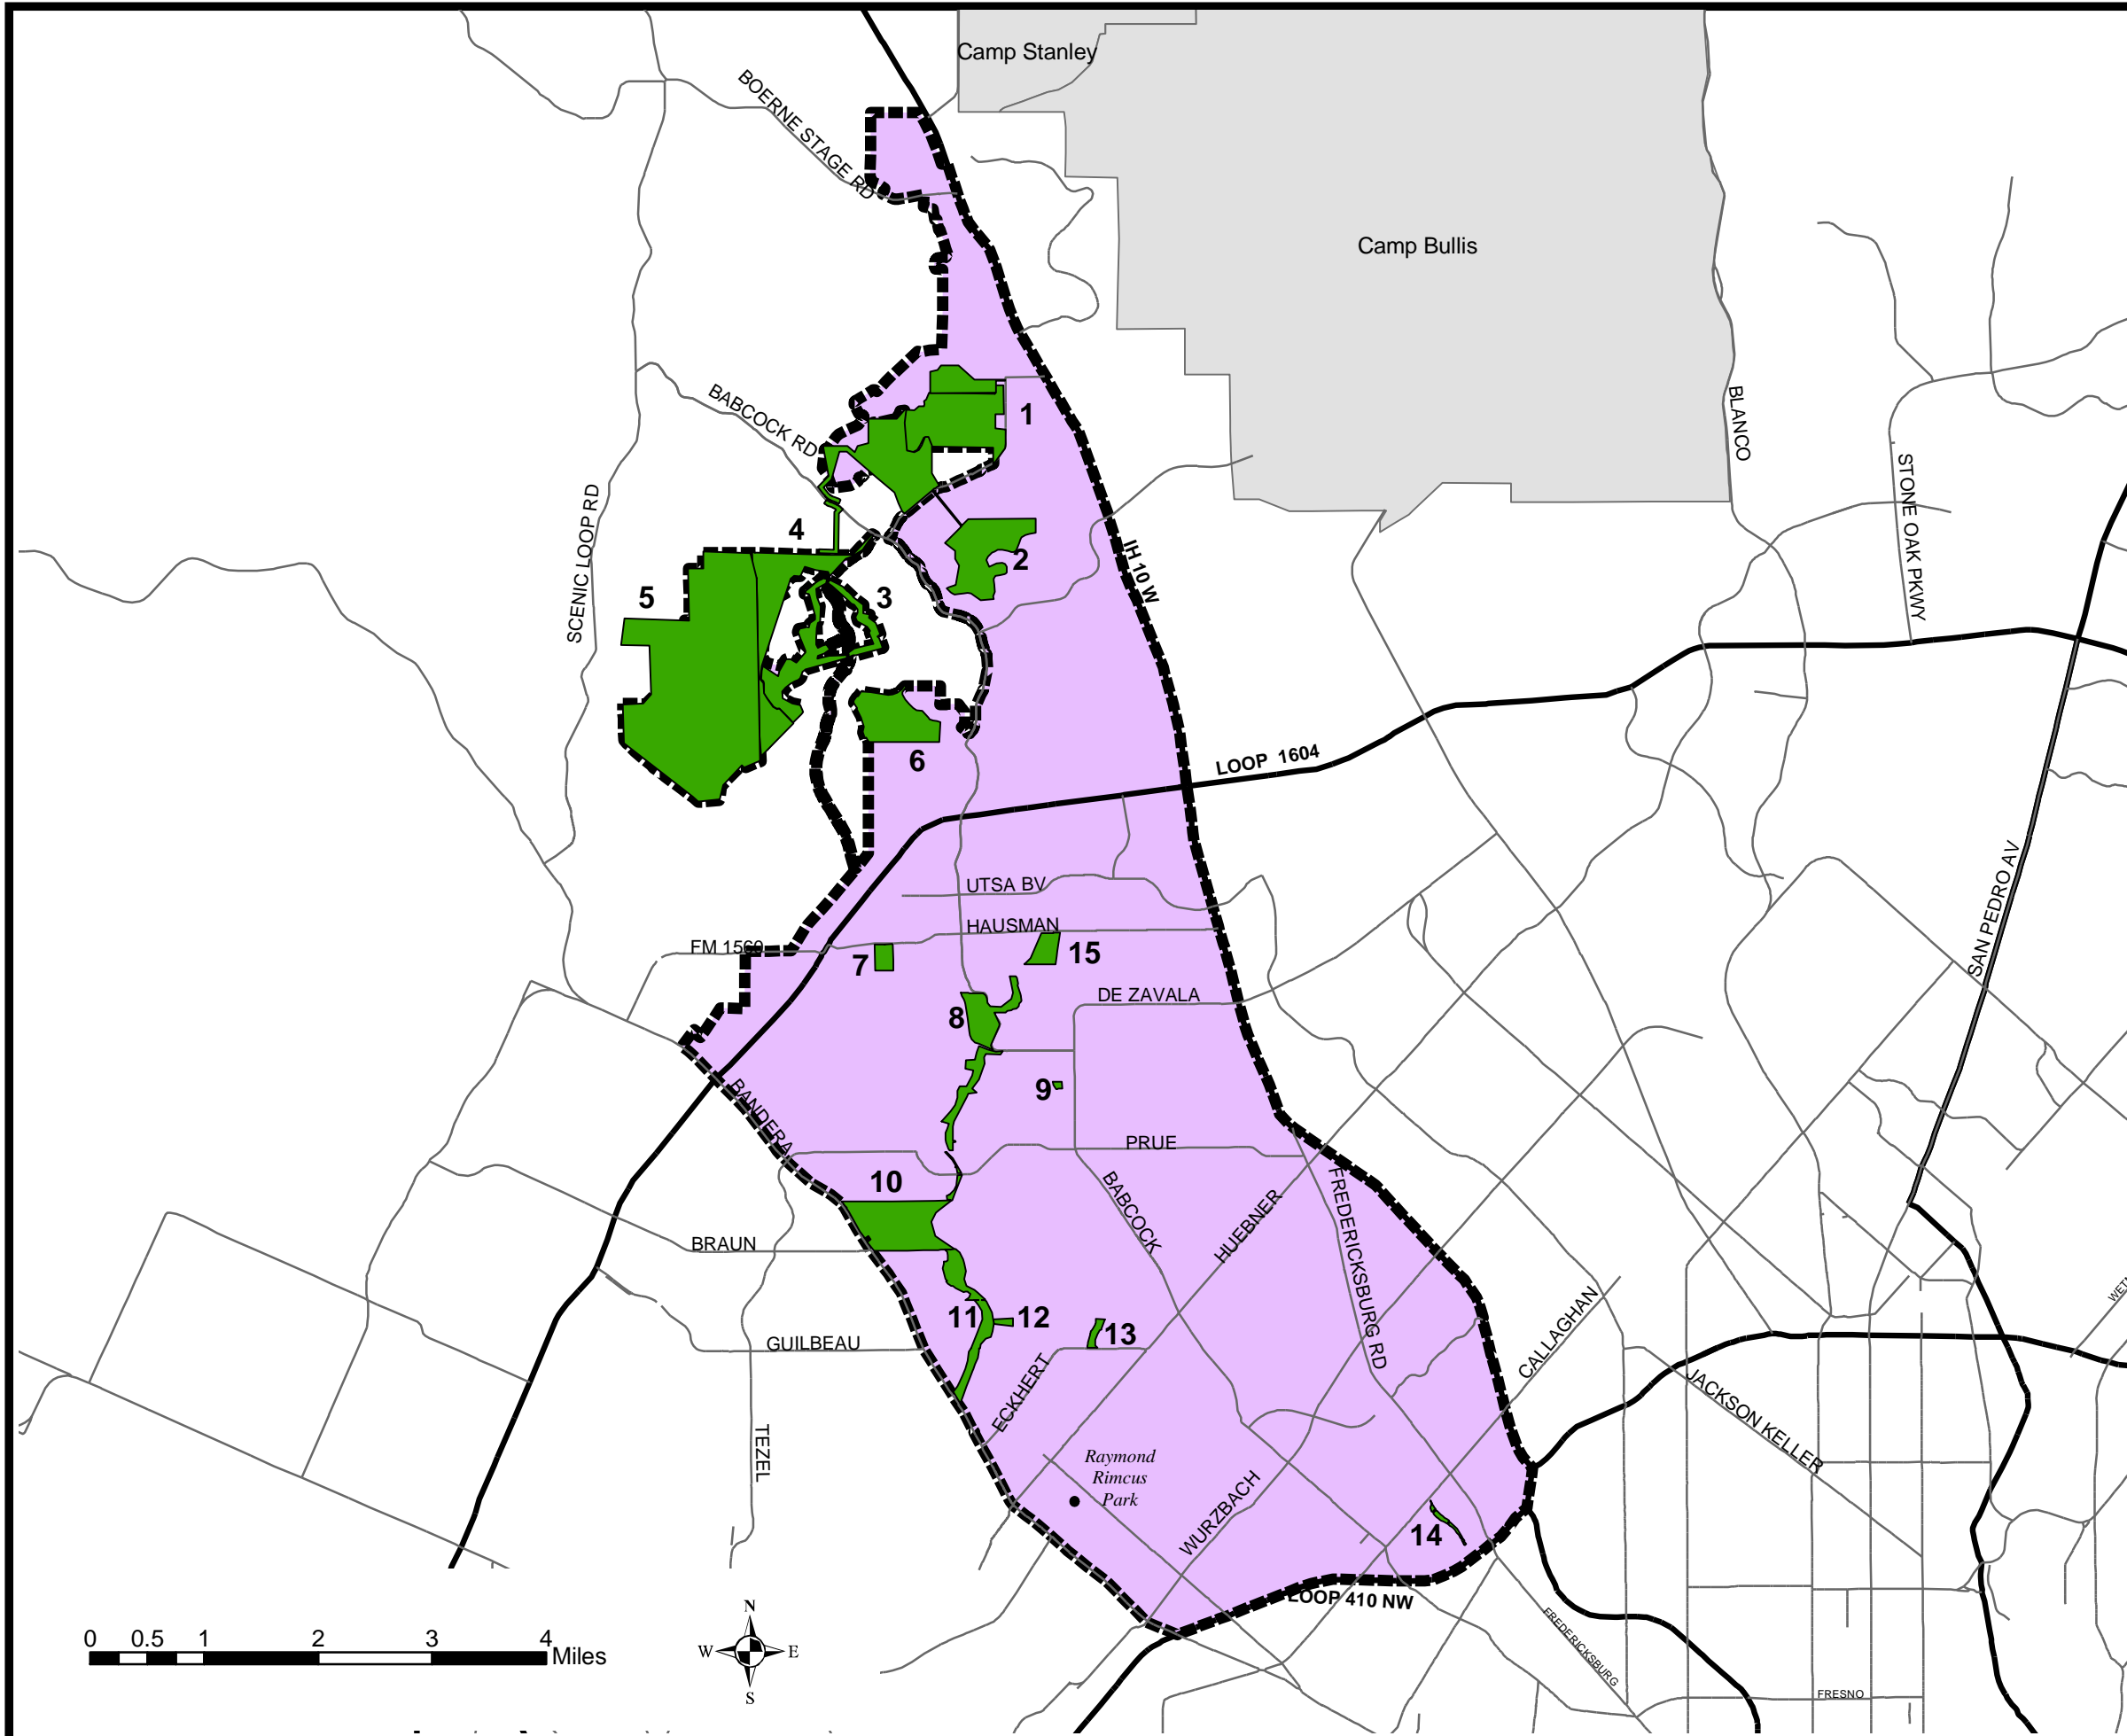 Camp Stanley
BOERNE STAGE RD
Camp Bullis
BABCOCK RD
1
BLANCO
STONE OAK PKWY
SCENIC LOOP RD
4
IH 10 W
2
5
3
6
LOOP 1604
SAN PEDRO AV
UTSA BV
HAUSMAN
FM 1560
7
15
DE ZAVALA
8
9
BANDERA
PRUE
10
BABCOCK
HUEBNER
FREDERICKSBURG RD
BRAUN
11
12
13
GUILBEAU
CALLAGHAN
ECKHERT
JACKSON KELLER
TEZEL
Raymond
Rimcus
Park
WURZBACH
14
LOOP 410 NW
FREDERICKSBURG
FRESNO
0 0.5 1 2 3 4
Miles
N
W E
S